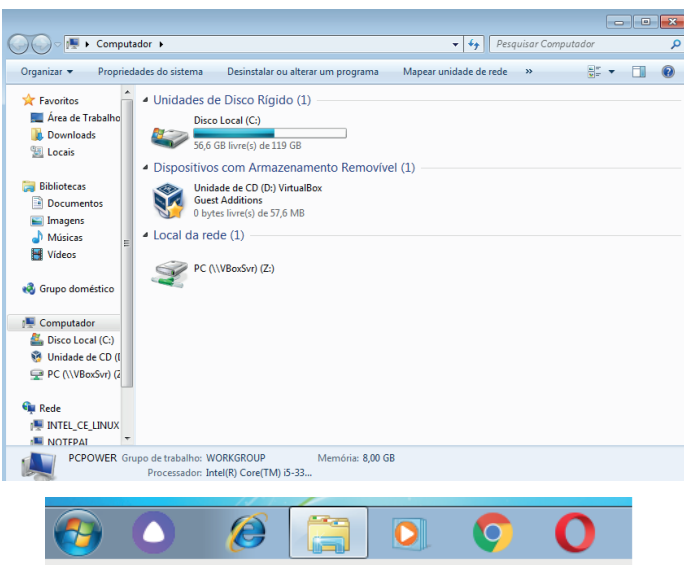 Computador
Pesquisar Computador
Organizar Propriedades do sistema Desinstalar ou alterar um programa Mapear unidade de rede »
Favoritos
Área de Trabalho
Downloads
Locais
Bibliotecas
Documentos
Imagens
Músicas
Vídeos
Grupo doméstico
Computador
Disco Local (C:)
Unidade de CD (
PC (\\VBoxSvr) (Z
Rede
INTEL_CE_LINUX
Unidades de Disco Rígido (1)
Disco Local (C:)
56,6 GB livre(s) de 119 GB
Dispositivos com Armazenamento Removível (1)
Unidade de CD (D:) VirtualBox
Guest Additions
0 bytes livre(s) de 57,6 MB
Local da rede (1)
PC (\\VBoxSvr) (Z:)
PCPOWER Grupo de trabalho: WORKGROUP Memória: 8,00 GB
Processador: Intel(R) Core(TM) i5-33...